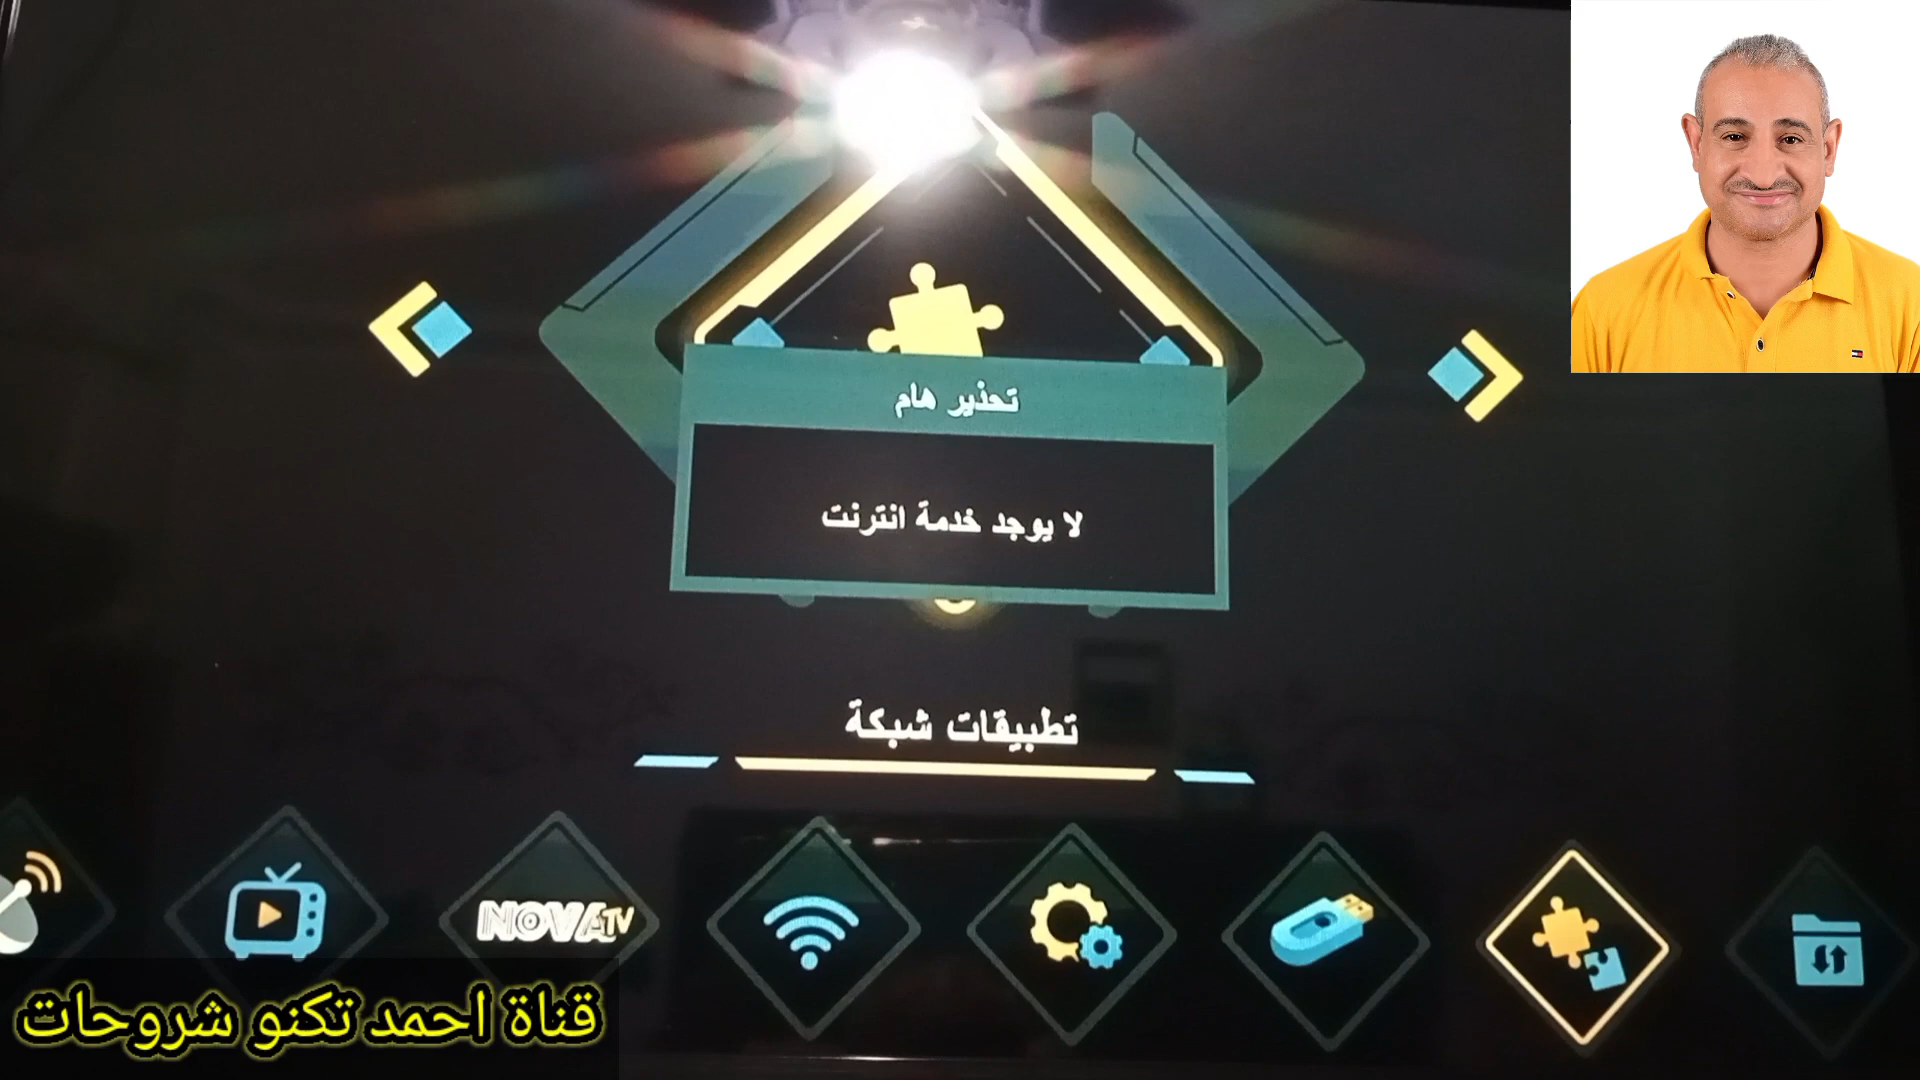 تحذير هام
لا يوجد خدمة انترنت
تطبيقات شبكة
NOVATV
قناة احمد تكنو شروحات